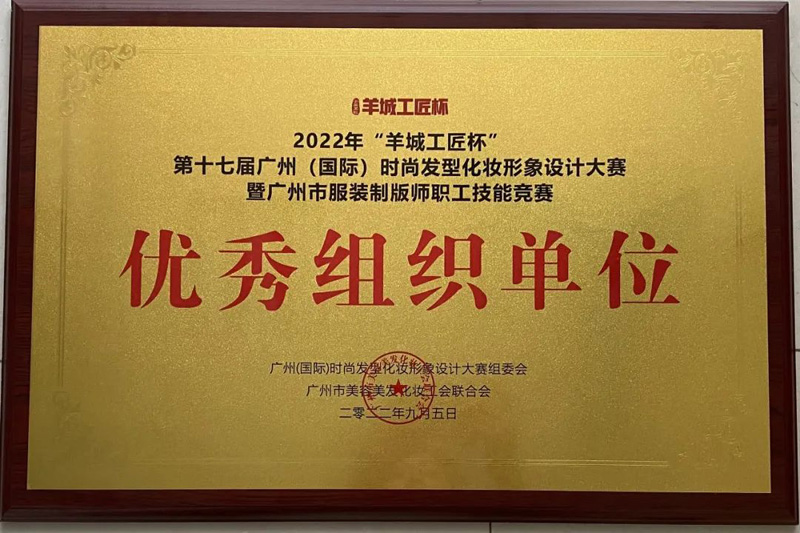 羊城工匠杯
2022年“羊城工匠杯”
第十七届广州（国际）时尚发型化妆形象设计大赛
暨广州市服装制版师职工技能竞赛
优秀组织单位
广州(国际)时尚发型化妆形象设计大赛组委会
广州市美容美发化妆工会联合会
二零二二年九月五日